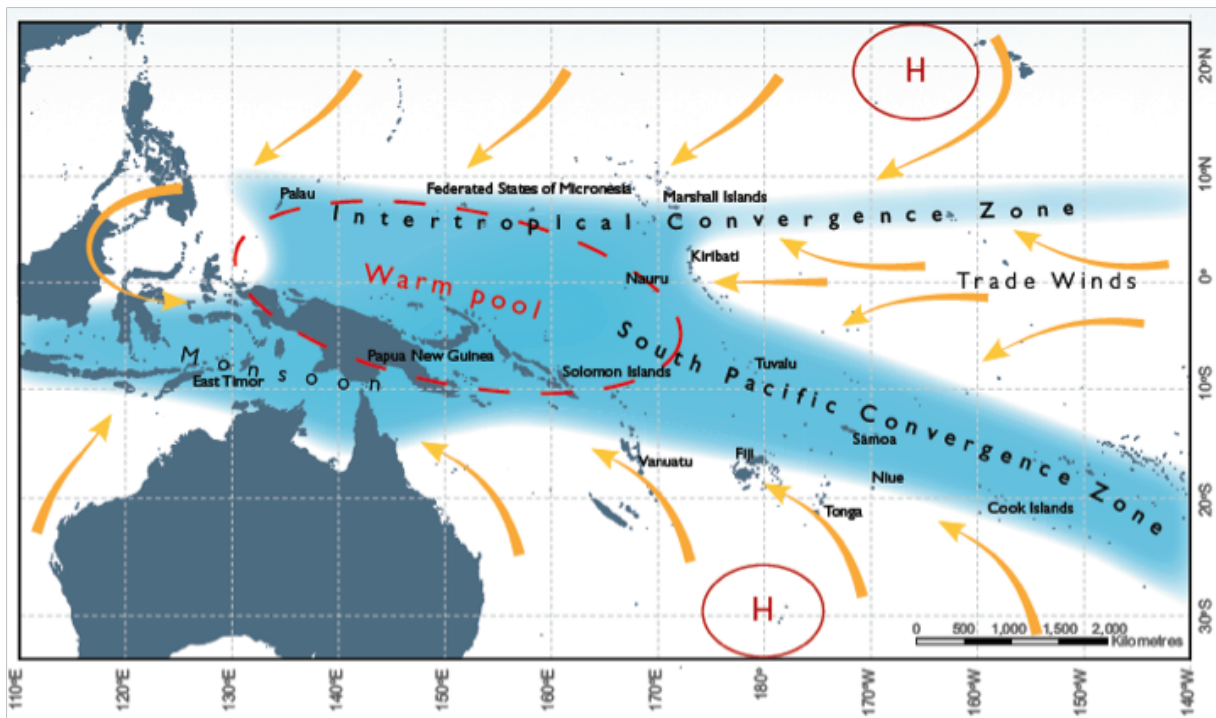 H
20°N
10°N
Palau
Federated States of Micronesia
Marshall Islands
Intertropical Convergence Zone
Kiribati
Warm pool
Nauru
Trade Winds
0°
South Pacific Convergence Zone
Monsoon
East Timor
Papua New Guinea
Solomon Islands
Tuvalu
10°S
Samoa
Vanuatu
Fiji
Niue
Tonga
Cook Islands
20°S
H
30°S
0 500 1,000 1,500 2,000
Kilometres
110°E 120°E 130°E 140°E 150°E 160°E 170°E 180° 170°W 160°W 150°W 140°W